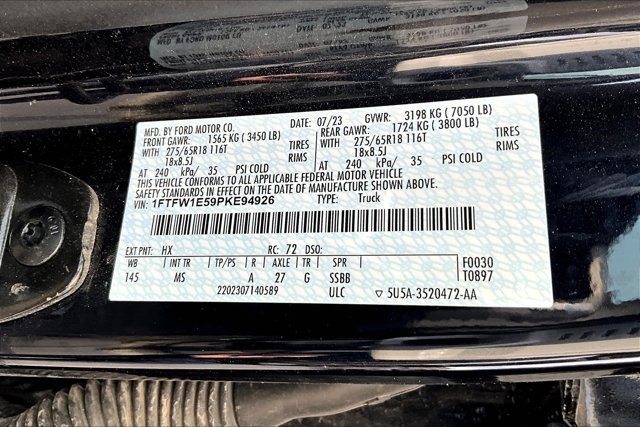 MFD. BY FORD MOTOR CO. DATE: 07/23 GVWR: 3198 KG (7050 LB)
FRONT GAWR: 1565 KG (3450 LB) REAR GAWR: 1724 KG (3800 LB)
WITH 275/65R18 116T TIRES WITH 275/65R18 116T TIRES
18x8.5J RIMS 18x8.5J RIMS
AT 240 kPa/ 35 PSI COLD AT 240 kPa/ 35 PSI COLD
THIS VEHICLE CONFORMS TO ALL APPLICABLE FEDERAL MOTOR VEHICLE
SAFETY STANDARDS IN EFFECT ON THE DATE OF MANUFACTURE SHOWN ABOVE.
VIN: 1FTFW1E59PKE94926 TYPE: Truck
EXT PNT: HX RC: 72 DSO:
WB INT TR TP/PS R AXLE TR SPR F0030
145 MS A 27 G SSBB T0897
2202307140589 ULC 5U5A-3520472-AA